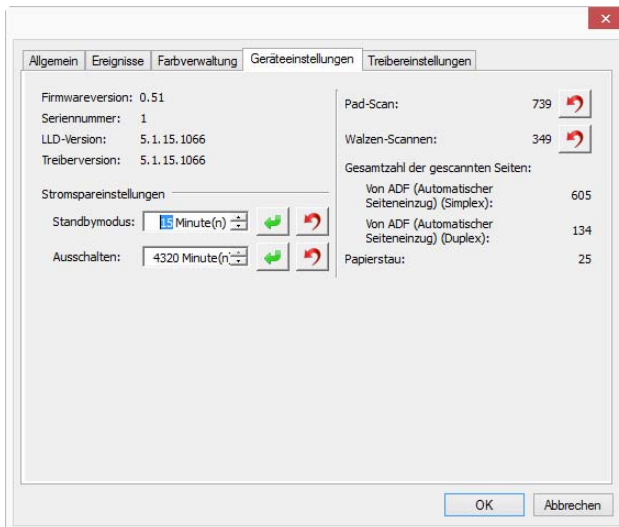 Allgemein Ereignisse Farbverwaltung Geräteeinstellungen Treibereinstellungen
Firmwareversion: 0.51
Seriennummer: 1
LLD-Version: 5.1.15.1066
Treiberversion: 5.1.15.1066
Stromspareinstellungen
Standbymodus: 15 Minute(n)
Ausschalten: 4320 Minute(n
Pad-Scan: 739
Walzen-Scannen: 349
Gesamtzahl der gescannten Seiten:
Von ADF (Automatischer
Seiteneinzug) (Simplex): 605
Von ADF (Automatischer
Seiteneinzug) (Duplex): 134
Papierstau: 25
OK Abbrechen